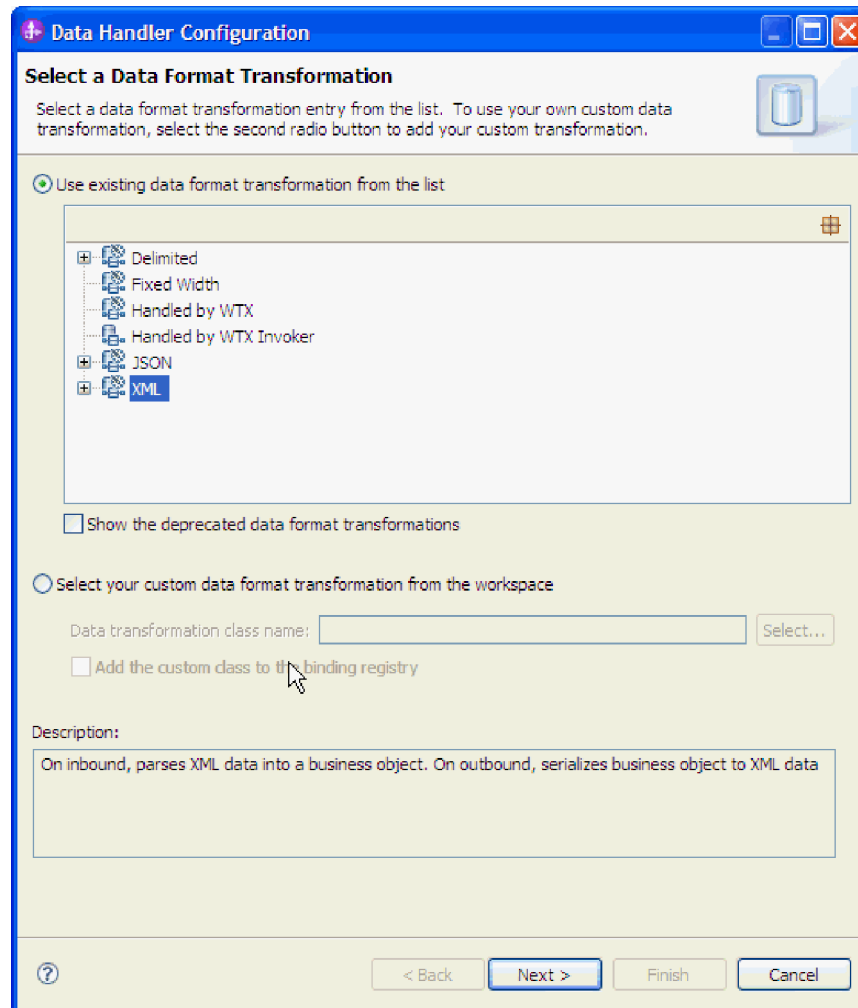 Data Handler Configuration
Select a Data Format Transformation
Select a data format transformation entry from the list. To use your own custom data
transformation, select the second radio button to add your custom transformation.
Use existing data format transformation from the list
Delimited
Fixed Width
Handled by WTX
Handled by WTX Invoker
JSON
XML
Show the deprecated data format transformations
Select your custom data format transformation from the workspace
Data transformation class name:
Select...
Add the custom class to the binding registry
Description:
On inbound, parses XML data into a business object. On outbound, serializes business object to XML data
< Back
Next >
Finish
Cancel